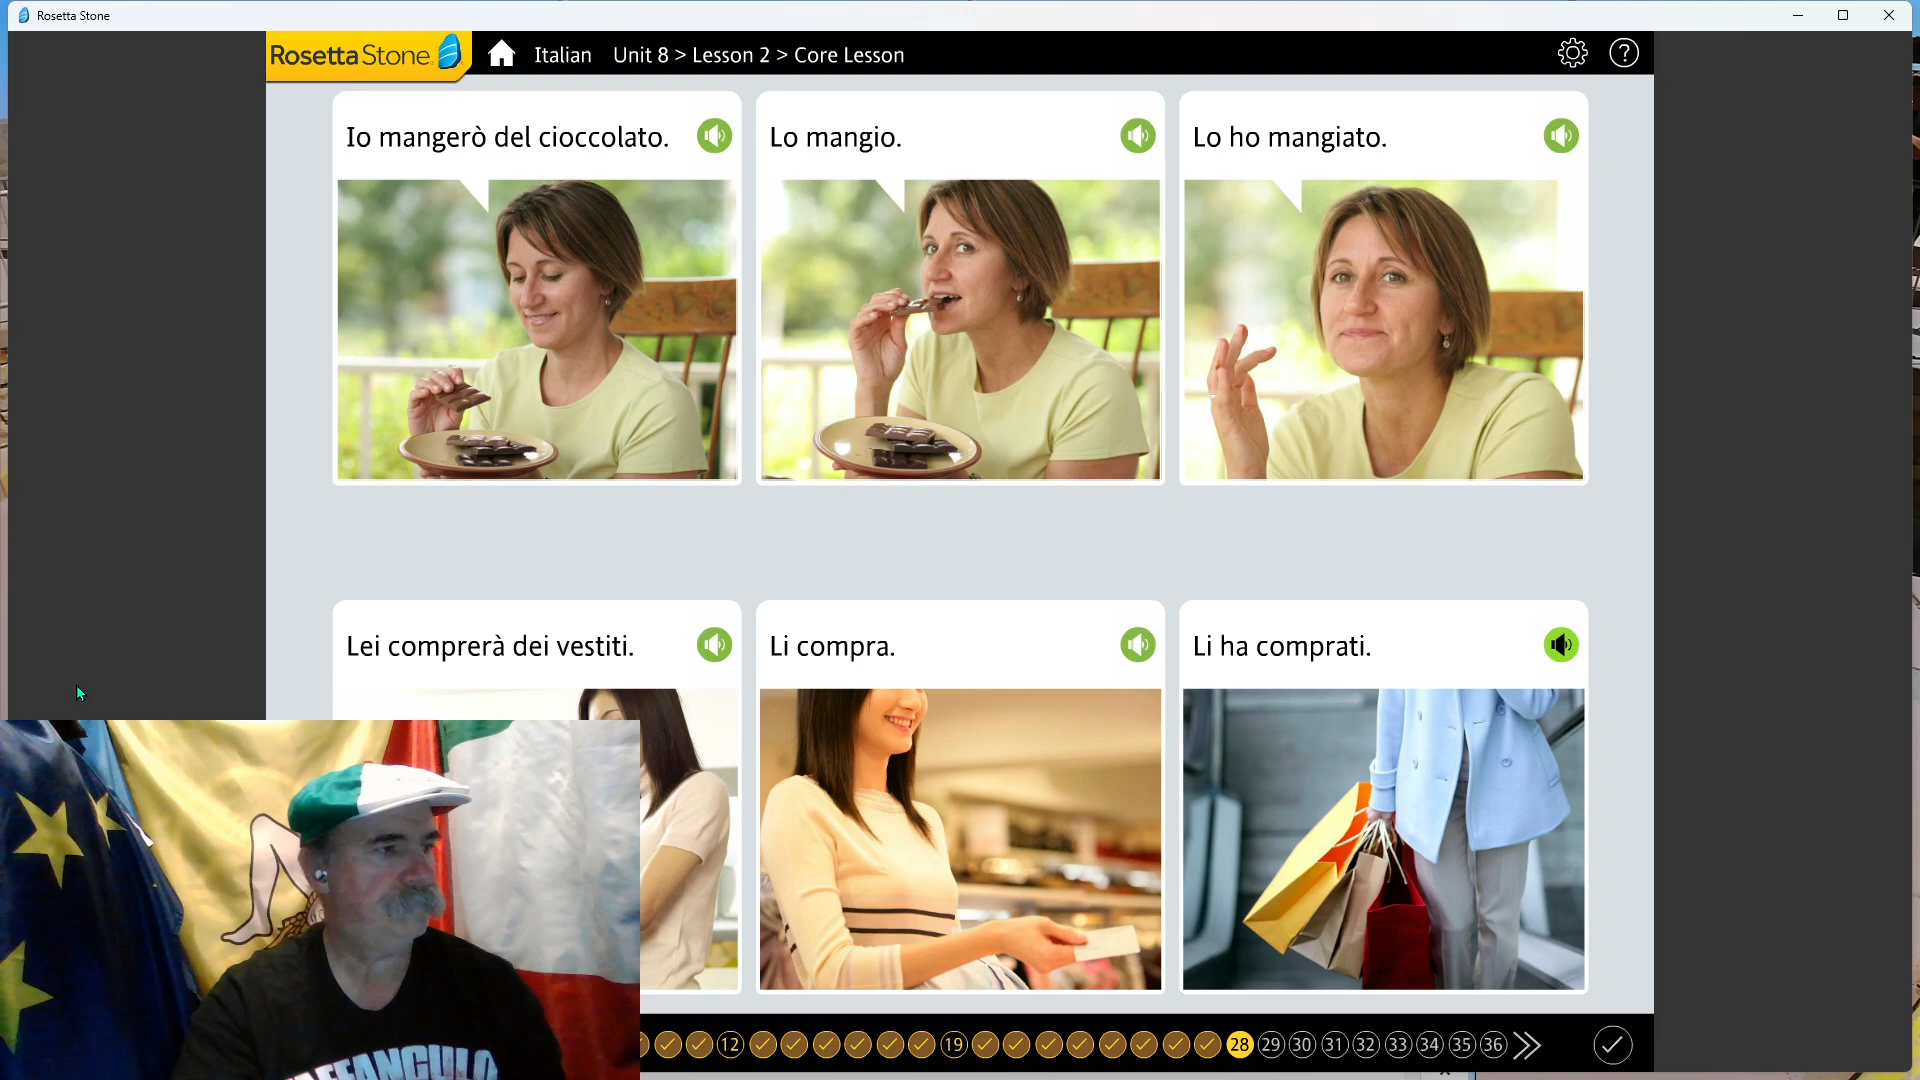 Rosetta Stone
RosettaStone
Italian Unit 8 > Lesson 2 > Core Lesson
?
Io mangerò del cioccolato.
Lo mangio.
Lo ho mangiato.
Lei comprerà dei vestiti.
Li compra.
Li ha comprati.
12 19 28 29 30 31 32 33 34 35 36